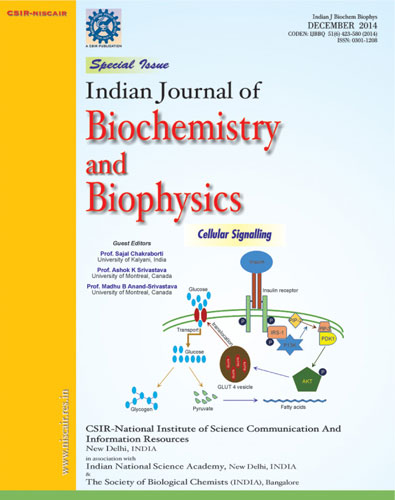 CSIR-NISCAIR
A CSIR PUBLICATION
Indian J Biochem Biophys
DECEMBER 2014
CODEN: IJBBQ 51(6) 423-580 (2014)
ISSN: 0301-1208
Special Issue
Indian Journal of
Biochemistry
and
Biophysics
Cellular Signalling
Guest Editors
Prof. Sajal Chakraborti
University of Kalyani, India
Prof. Ashok K Srivastava
University of Montreal, Canada
Prof. Madhu B Anand-Srivastava
University of Montreal, Canada
Insulin
Insulin receptor
Glucose
Transport
translocation
Glucose
Glycogen
Pyruvate
GLUT 4 vesicle
P
P
P
IRS-1
PI3K
PDK1
AKT
Fatty acids
www.niscair.res.in
CSIR-National Institute of Science Communication And
Information Resources
New Delhi, INDIA
in association with
Indian National Science Academy, New Delhi, INDIA
&
The Society of Biological Chemists (INDIA), Bangalore